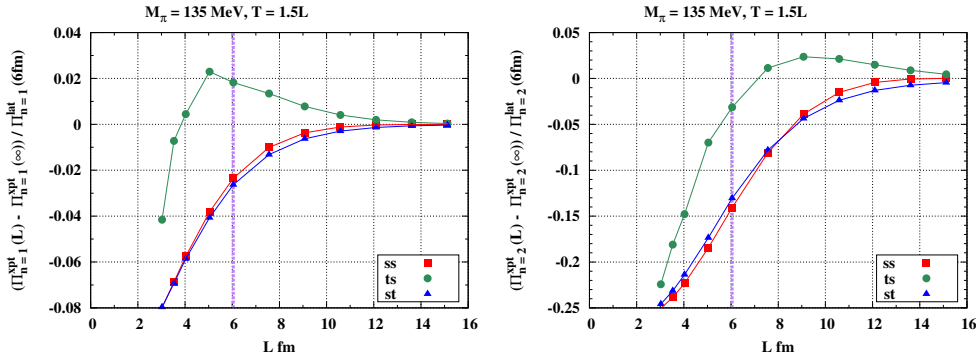 M_π = 135 MeV, T = 1.5L
(Π^xpt_n=1 (L) - Π^xpt_n=1 (∞)) / Π^lat_n=1 (6fm)
0.04
0.02
0
-0.02
-0.04
-0.06
-0.08
ss
ts
st
0 2 4 6 8 10 12 14 16
L fm
M_π = 135 MeV, T = 1.5L
(Π^xpt_n=2 (L) - Π^xpt_n=2 (∞)) / Π^lat_n=2 (6fm)
0.05
0
-0.05
-0.1
-0.15
-0.2
-0.25
ss
ts
st
0 2 4 6 8 10 12 14 16
L fm